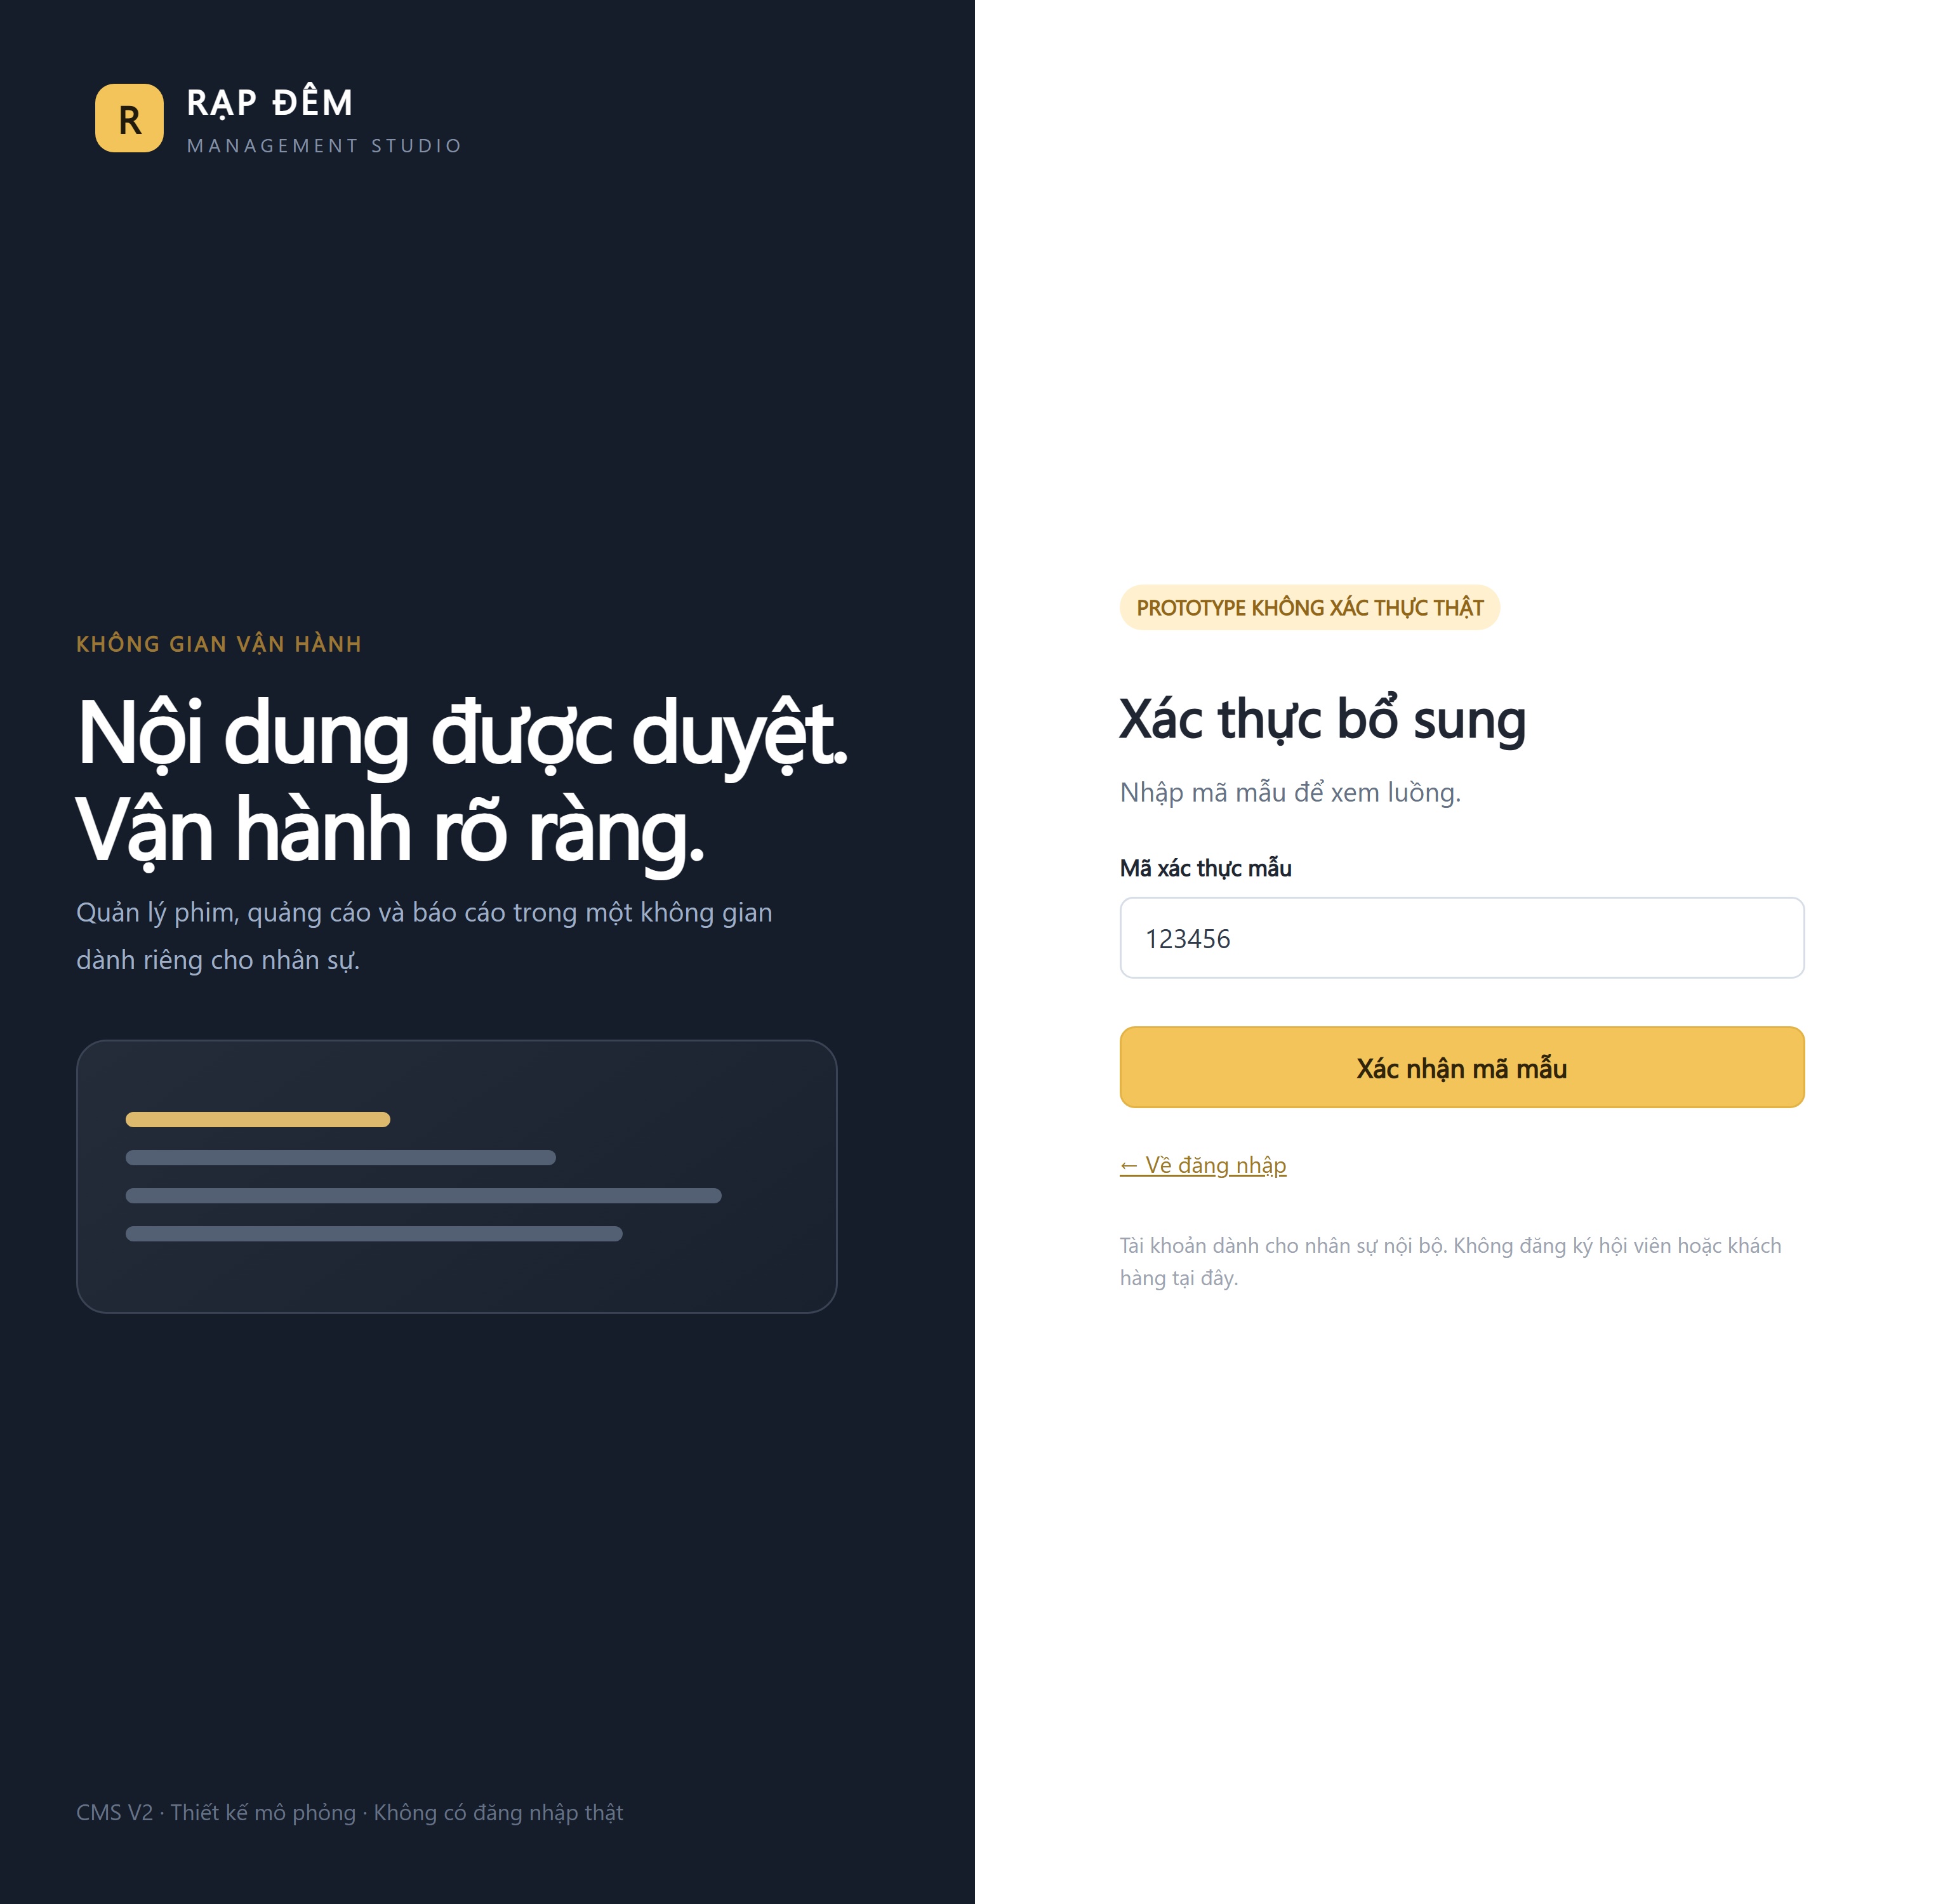 R
RẠP ĐÊM
MANAGEMENT STUDIO
KHÔNG GIAN VẬN HÀNH
Nội dung được duyệt.
Vận hành rõ ràng.
Quản lý phim, quảng cáo và báo cáo trong một không gian
dành riêng cho nhân sự.
CMS V2 · Thiết kế mô phỏng · Không có đăng nhập thật
PROTOTYPE KHÔNG XÁC THỰC THẬT
Xác thực bổ sung
Nhập mã mẫu để xem luồng.
Mã xác thực mẫu
123456
Xác nhận mã mẫu
← Về đăng nhập
Tài khoản dành cho nhân sự nội bộ. Không đăng ký hội viên hoặc khách
hàng tại đây.